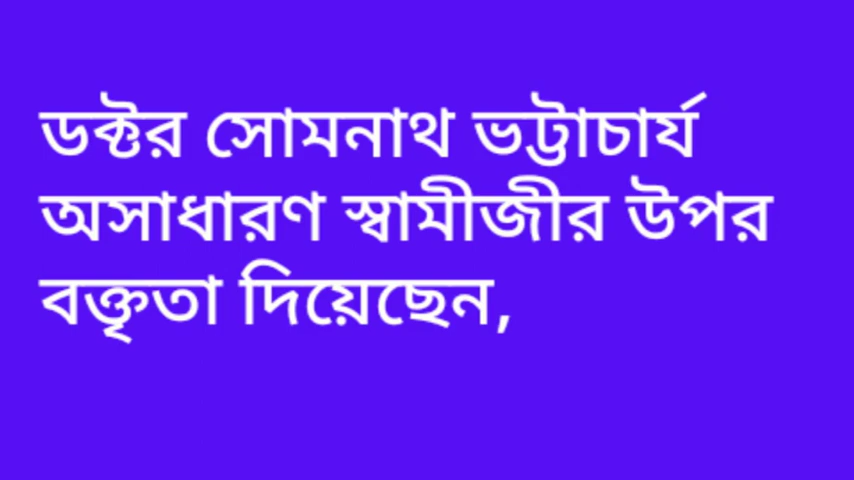 ডক্টর সোমনাথ ভট্টাচার্য
অসাধারণ স্বামীজীর উপর
বক্তৃতা দিয়েছেন,